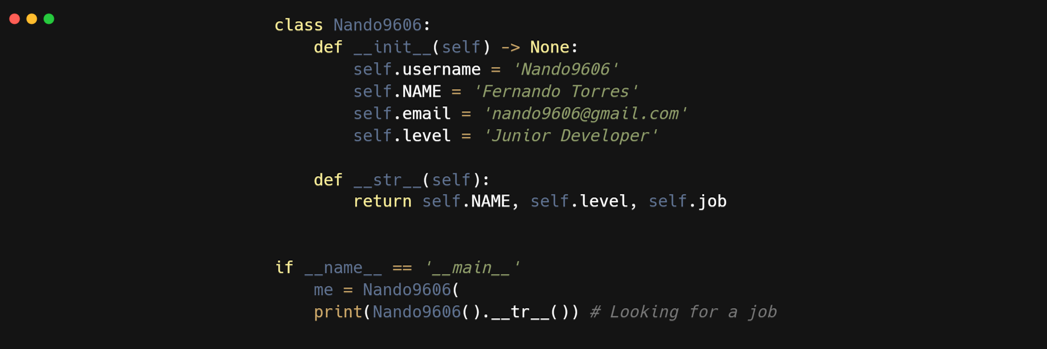 class Nando9606:
    def __init__(self) -> None:
        self.username = 'Nando9606'
        self.NAME = 'Fernando Torres'
        self.email = 'nando9606@gmail.com'
        self.level = 'Junior Developer'
    def __str__(self):
        return self.NAME, self.level, self.job
if __name__ == '__main__'
    me = Nando9606(
    print(Nando9606().__tr__()) # Looking for a job